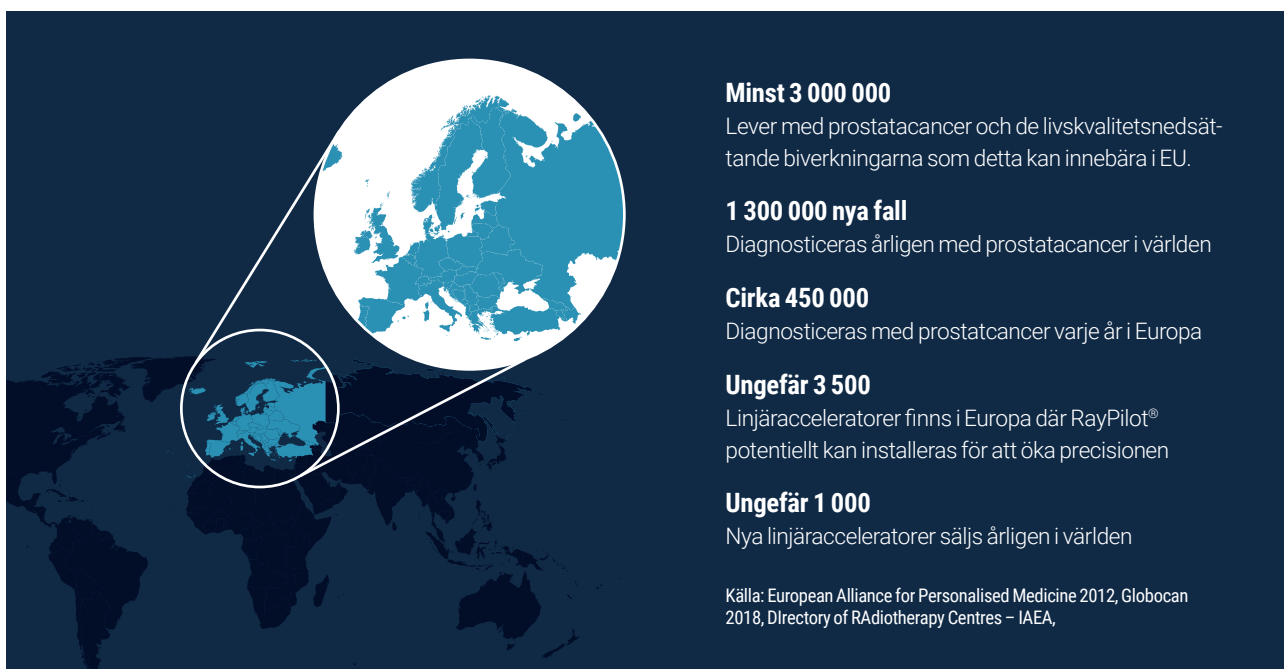 Minst 3 000 000
Lever med prostatacancer och de livskvalitetsnedsät-
tande biverkningarna som detta kan innebära i EU.
1 300 000 nya fall
Diagnosticeras årligen med prostatacancer i världen
Cirka 450 000
Diagnosticeras med prostatcancer varje år i Europa
Ungefär 3 500
Linjäracceleratorer finns i Europa där RayPilot®
potentiellt kan installeras för att öka precisionen
Ungefär 1 000
Nya linjäracceleratorer säljs årligen i världen
Källa: European Alliance for Personalised Medicine 2012, Globocan
2018, DIrectory of RAdiotherapy Centres – IAEA,